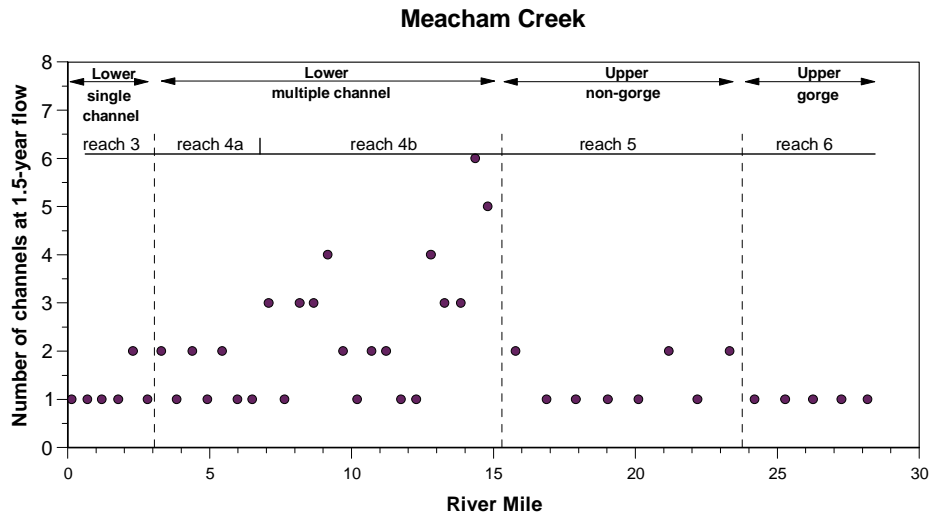 Meacham Creek
Number of channels at 1.5-year flow
8
7
6
5
4
3
2
1
0
Lower
single
channel
Lower
multiple channel
Upper
non-gorge
Upper
gorge
reach 3
reach 4a
reach 4b
reach 5
reach 6
0 5 10 15 20 25 30
River Mile